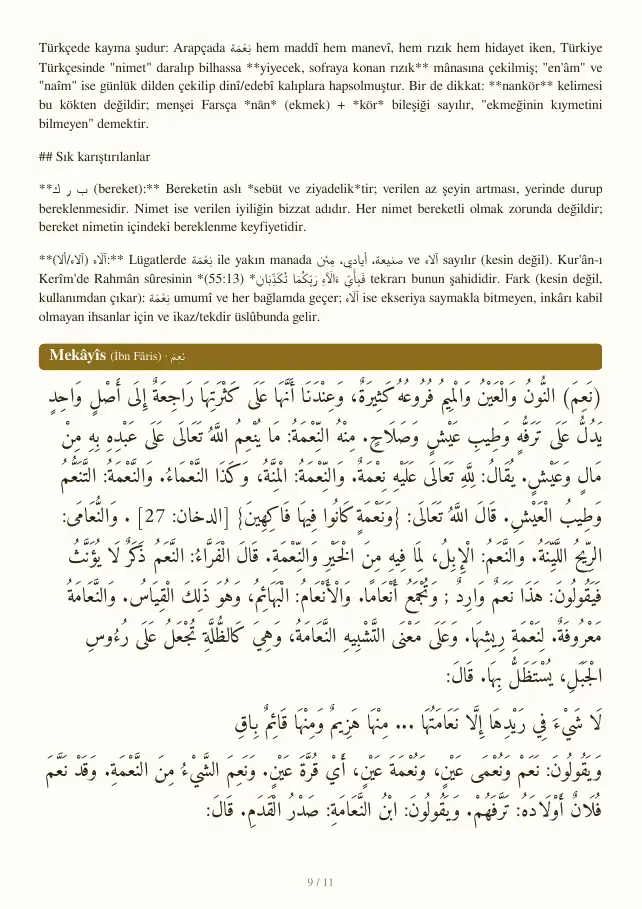 Türkçede kayma şudur: Arapçada نِعْمَة hem maddî hem manevî, hem rızık hem hidayet iken, Türkiye
Türkçesinde "nimet" daralıp bilhassa **yiyecek, sofraya konan rızık** mânasına çekilmiş; "en'âm" ve
"naîm" ise günlük dilden çekilip dinî/edebî kalıplara hapsolmuştur. Bir de dikkat: **nankör** kelimesi
bu kökten değildir; menşei Farsça *nān* (ekmek) + *kör* bileşiği sayılır, "ekmeğinin kıymetini
bilmeyen" demektir.
## Sık karıştırılanlar
**ب ر ك (bereket):** Bereketin aslı *sebüt ve ziyadelik*tir; verilen az şeyin artması, yerinde durup
bereklenmesidir. Nimet ise verilen iyiliğin bizzat adıdır. Her nimet bereketli olmak zorunda değildir;
bereket nimetin içindeki bereklenme keyfiyetidir.
**آلاء (ألا/آلاء):** Lügatlerde نِعْمَة ile yakın manada صنيعة، أيادي، مِنَن ve آلاء sayılır (kesin değil). Kur'ân-ı
Kerîm'de Rahmân sûresinin *(55:13) *فَبِأَيِّ ءَالَآءِ رَبِّكُمَا تُكَذِّبَانِ tekrarı bunun şahididir. Fark (kesin değil,
kullanımdan çıkar): نِعْمَة umumî ve her bağlamda geçer; آلاء ise ekseriya saymakla bitmeyen, inkârı kabil
olmayan ihsanlar için ve ikaz/tekdir üslûbunda gelir.
Mekâyîs (İbn Fâris) · نِعِمَ
(نَعِمَ) النُّونُ وَالْعَيْنُ وَالْمِيمُ فُرُوعُهُ كَثِيرَةٌ، وَعِنْدَنَا أَنَّهَا عَلَى كَثْرَتِهَا رَاجِعَةٌ إِلَى أَصْلٍ وَاحِدٍ
يَدُلُّ عَلَى تَرَفُّهٍ وَطِيبِ عَيْشٍ وَصَلَاحٍ. مِنْهُ النِّعْمَةُ: مَا يُنْعِمُ اللَّهُ تَعَالَى عَلَى عَبْدِهِ بِهِ مِنْ
مَالٍ وَعَيْشٍ. يُقَالُ: لِلَّهِ تَعَالَى عَلَيْهِ نِعْمَةٌ. وَالنِّعْمَةُ: الْمِنَّةُ، وَكَذَا النَّعْمَاءُ. وَالنَّعْمَةُ: التَّنَعُّمُ
وَطِيبُ الْعَيْشِ. قَالَ اللَّهُ تَعَالَى: {وَنَعْمَةٍ كَانُوا فِيهَا فَاكِهِينَ} [الدخان: 27] . وَالنُّعَامَى:
الرِّيحُ اللَّيِّنَةُ. وَالنَّعَمُ: الْإِبِلُ، لِمَا فِيهِ مِنَ الْخَيْرِ وَالنِّعْمَةِ. قَالَ الْفَرَّاءُ: النَّعَمُ ذَكَرٌ لَا يُؤَنَّثُ
فَيَقُولُونَ: هَذَا نَعَمٌ وَارِدٌ ; وَتُجْمَعُ أَنْعَامًا. وَالْأَنْعَامُ: الْبَهَائِمُ، وَهُوَ ذَلِكَ الْقِيَاسُ. وَالنَّعَامَةُ
مَعْرُوفَةٌ. لِنَعْمَةِ رِيشِهَا. وَعَلَى مَعْنَى التَّشْبِيهِ النَّعَامَةُ، وَهِيَ كَالظُّلَّةِ تُجْعَلُ عَلَى رُءُوسِ
الْجَبَلِ، يُسْتَظَلُّ بِهَا. قَالَ:
لَا شَيْءَ فِي رَيْدِهَا إِلَّا نَعَامَتُهَا ... مِنْهَا هَزِيمٌ وَمِنْهَا قَائِمٌ بِاقِ
وَيَقُولُونَ: نَعَمْ وَنُعْمَى عَيْنٍ، وَنُعْمَةَ عَيْنٍ، أَيْ قُرَّةَ عَيْنٍ. وَنَعِمَ الشَّيْءُ مِنَ النَّعْمَةِ. وَقَدْ نَعَّمَ
فُلَانٌ أَوْلَادَهُ: تَرَّفَهُمْ. وَيَقُولُونَ: ابْنُ النَّعَامَةِ: صَدْرُ الْقَدَمِ. قَالَ:
9 / 11